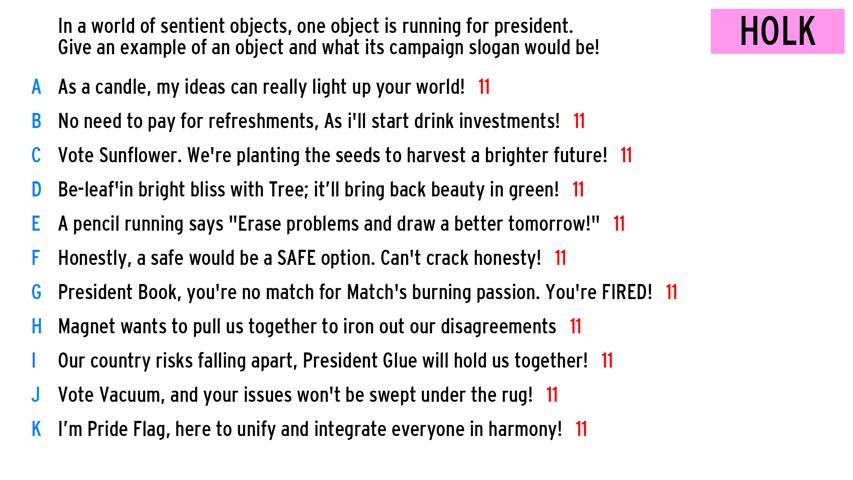 In a world of sentient objects, one object is running for president.
Give an example of an object and what its campaign slogan would be!
HOLK
A As a candle, my ideas can really light up your world! 11
B No need to pay for refreshments, As i'll start drink investments! 11
C Vote Sunflower. We're planting the seeds to harvest a brighter future! 11
D Be-leaf'in bright bliss with Tree; it’ll bring back beauty in green! 11
E A pencil running says "Erase problems and draw a better tomorrow!" 11
F Honestly, a safe would be a SAFE option. Can't crack honesty! 11
G President Book, you're no match for Match's burning passion. You're FIRED! 11
H Magnet wants to pull us together to iron out our disagreements 11
I Our country risks falling apart, President Glue will hold us together! 11
J Vote Vacuum, and your issues won't be swept under the rug! 11
K I’m Pride Flag, here to unify and integrate everyone in harmony! 11